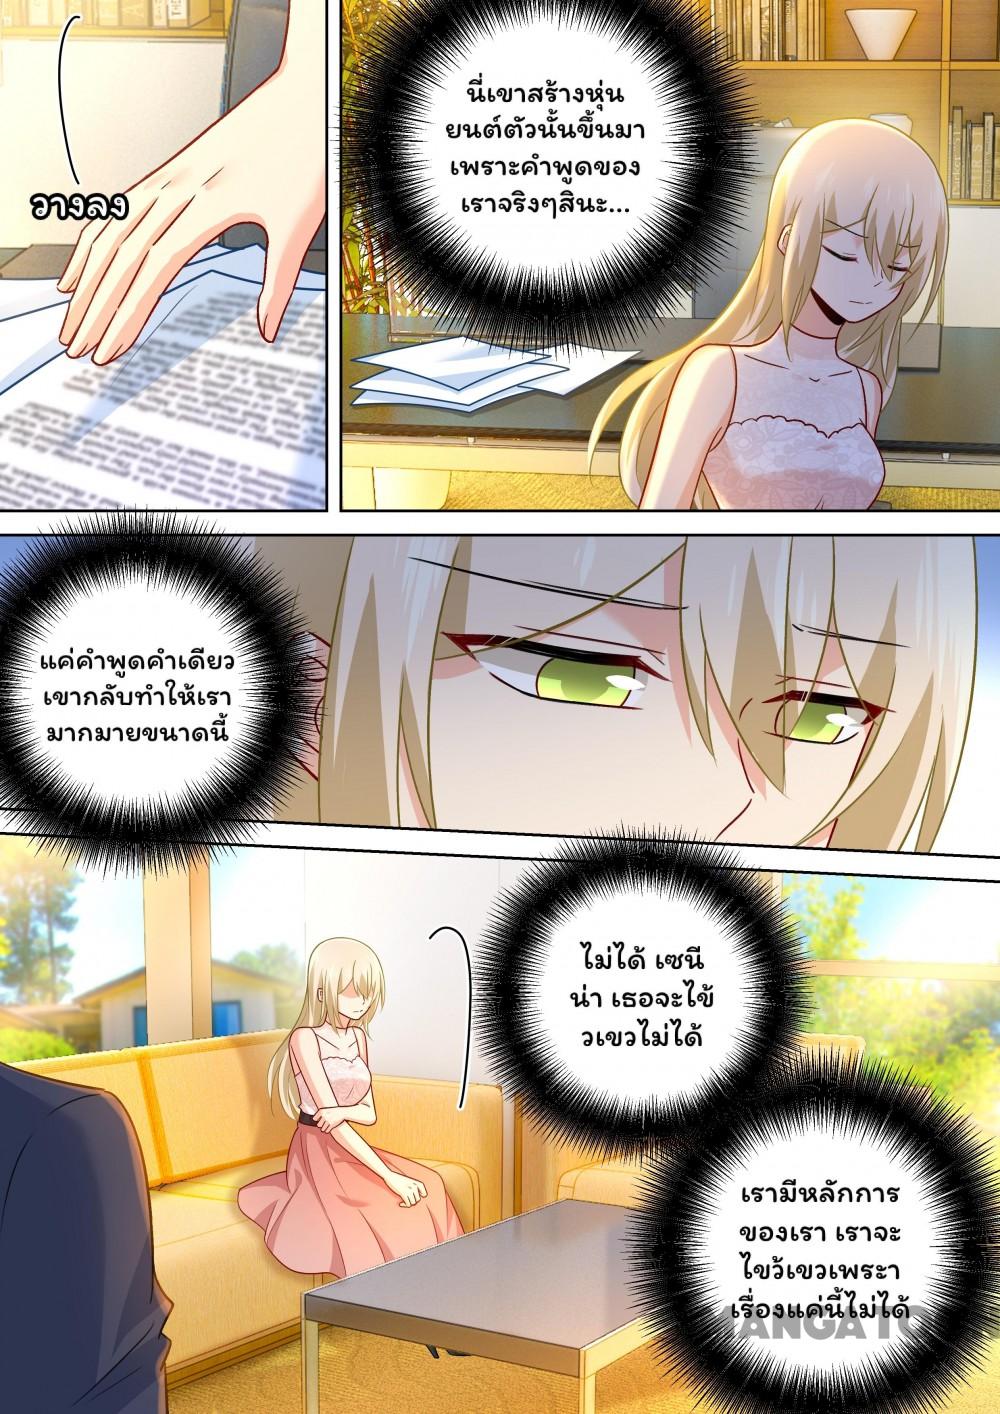 วางลง
นี่เขาสร้างหุ่น
ยนต์ตัวนั้นขึ้นมา
เพราะคำพูดของ
เราจริงๆสินะ...
แค่คำพูดคำเดียว
เขากลับทำให้เรา
มากมายขนาดนี้
ไม่ได้ เซนี
น่า เธอจะไข้
วเขวไม่ได้
เรามีหลักการ
ของเรา เราจะ
ไขว้เขวเพระา
เรื่องแค่นี้ไม่ได้
MANGATO